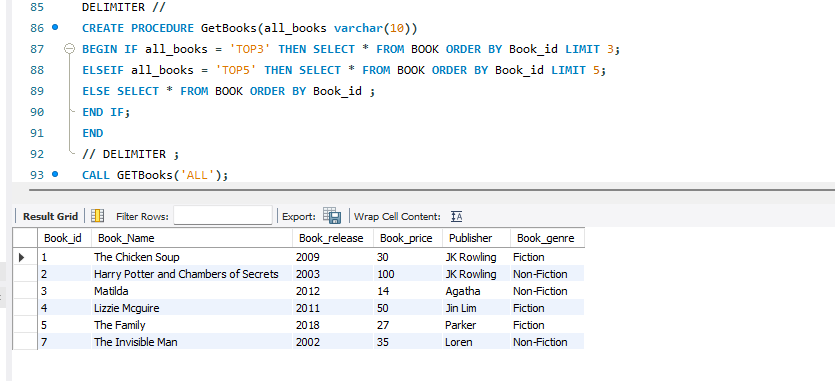 85 DELIMITER //
86 CREATE PROCEDURE GetBooks(all_books varchar(10))
87 BEGIN IF all_books = 'TOP3' THEN SELECT * FROM BOOK ORDER BY Book_id LIMIT 3;
88 ELSEIF all_books = 'TOP5' THEN SELECT * FROM BOOK ORDER BY Book_id LIMIT 5;
89 ELSE SELECT * FROM BOOK ORDER BY Book_id ;
90 END IF;
91 END
92 // DELIMITER ;
93 CALL GETBooks('ALL');
Result Grid Filter Rows: Export: Wrap Cell Content: IA
Book_id Book_Name Book_release Book_price Publisher Book_genre
1 The Chicken Soup 2009 30 JK Rowling Fiction
2 Harry Potter and Chambers of Secrets 2003 100 JK Rowling Non-Fiction
3 Matilda 2012 14 Agatha Non-Fiction
4 Lizzie Mcguire 2011 50 Jin Lim Fiction
5 The Family 2018 27 Parker Fiction
7 The Invisible Man 2002 35 Loren Non-Fiction